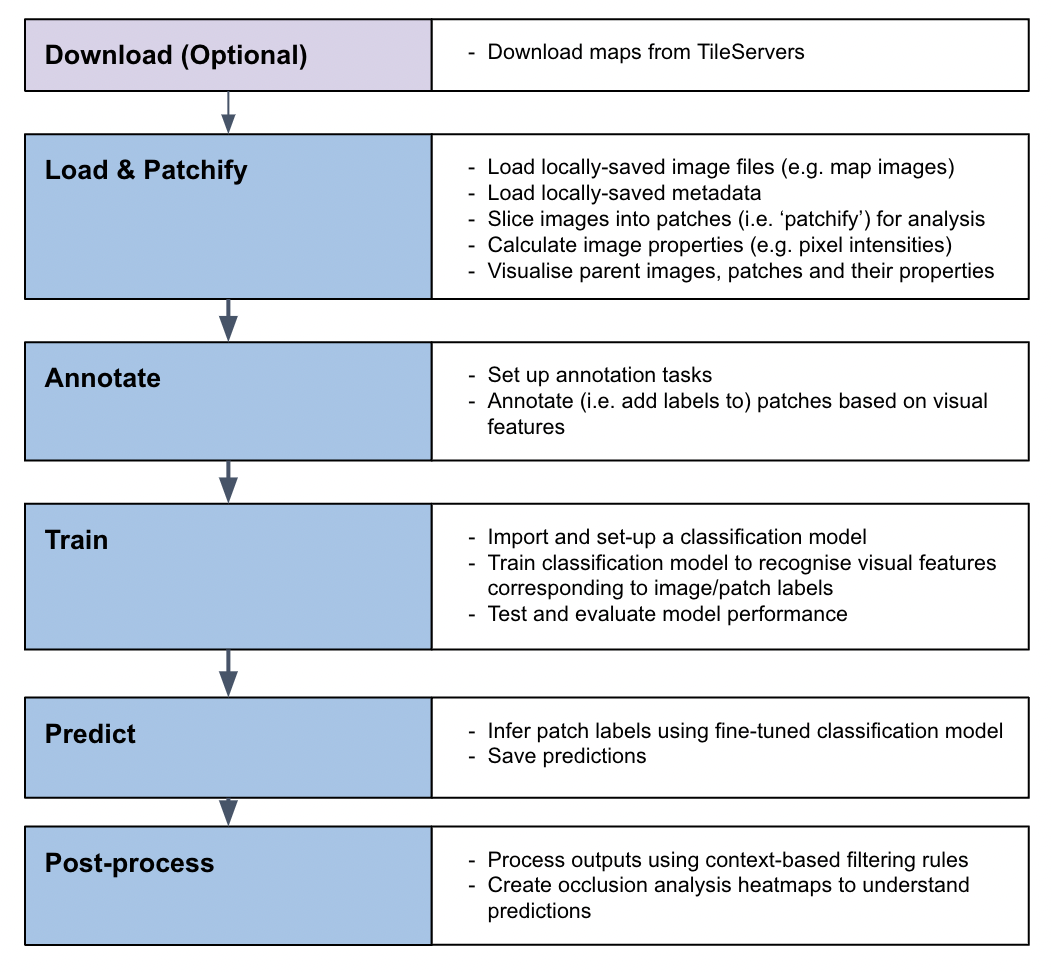 Download (Optional)
- Download maps from TileServers
Load & Patchify
- Load locally-saved image files (e.g. map images)
- Load locally-saved metadata
- Slice images into patches (i.e. ‘patchify’) for analysis
- Calculate image properties (e.g. pixel intensities)
- Visualise parent images, patches and their properties
Annotate
- Set up annotation tasks
- Annotate (i.e. add labels to) patches based on visual
features
Train
- Import and set-up a classification model
- Train classification model to recognise visual features
corresponding to image/patch labels
- Test and evaluate model performance
Predict
- Infer patch labels using fine-tuned classification model
- Save predictions
Post-process
- Process outputs using context-based filtering rules
- Create occlusion analysis heatmaps to understand
predictions